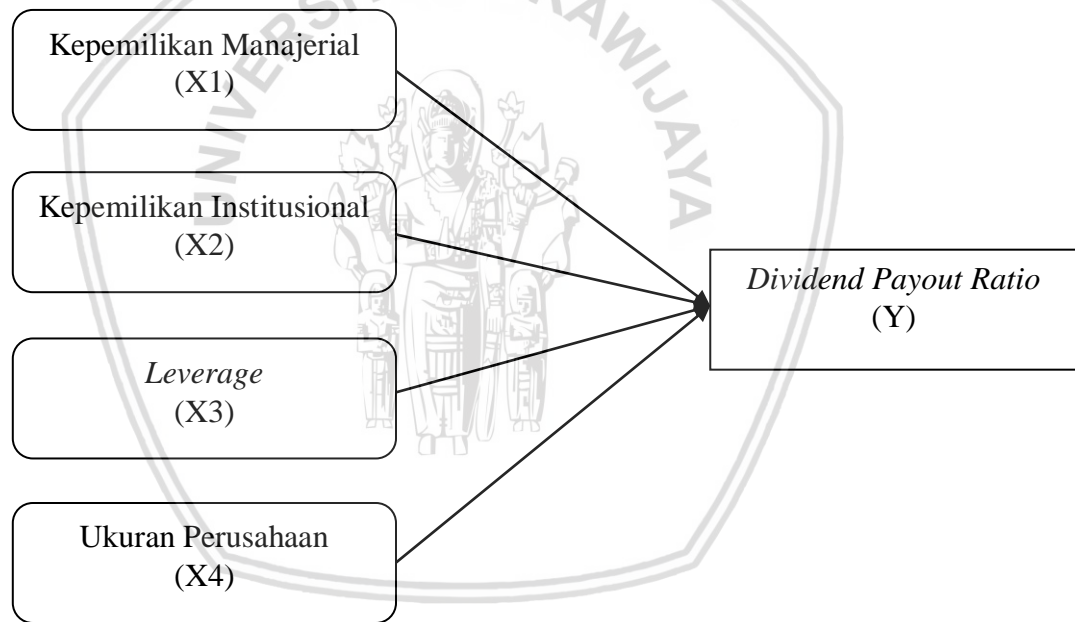 Kepemilikan Manajerial
(X1)
Kepemilikan Institusional
(X2)
Leverage
(X3)
Ukuran Perusahaan
(X4)
Dividend Payout Ratio
(Y)